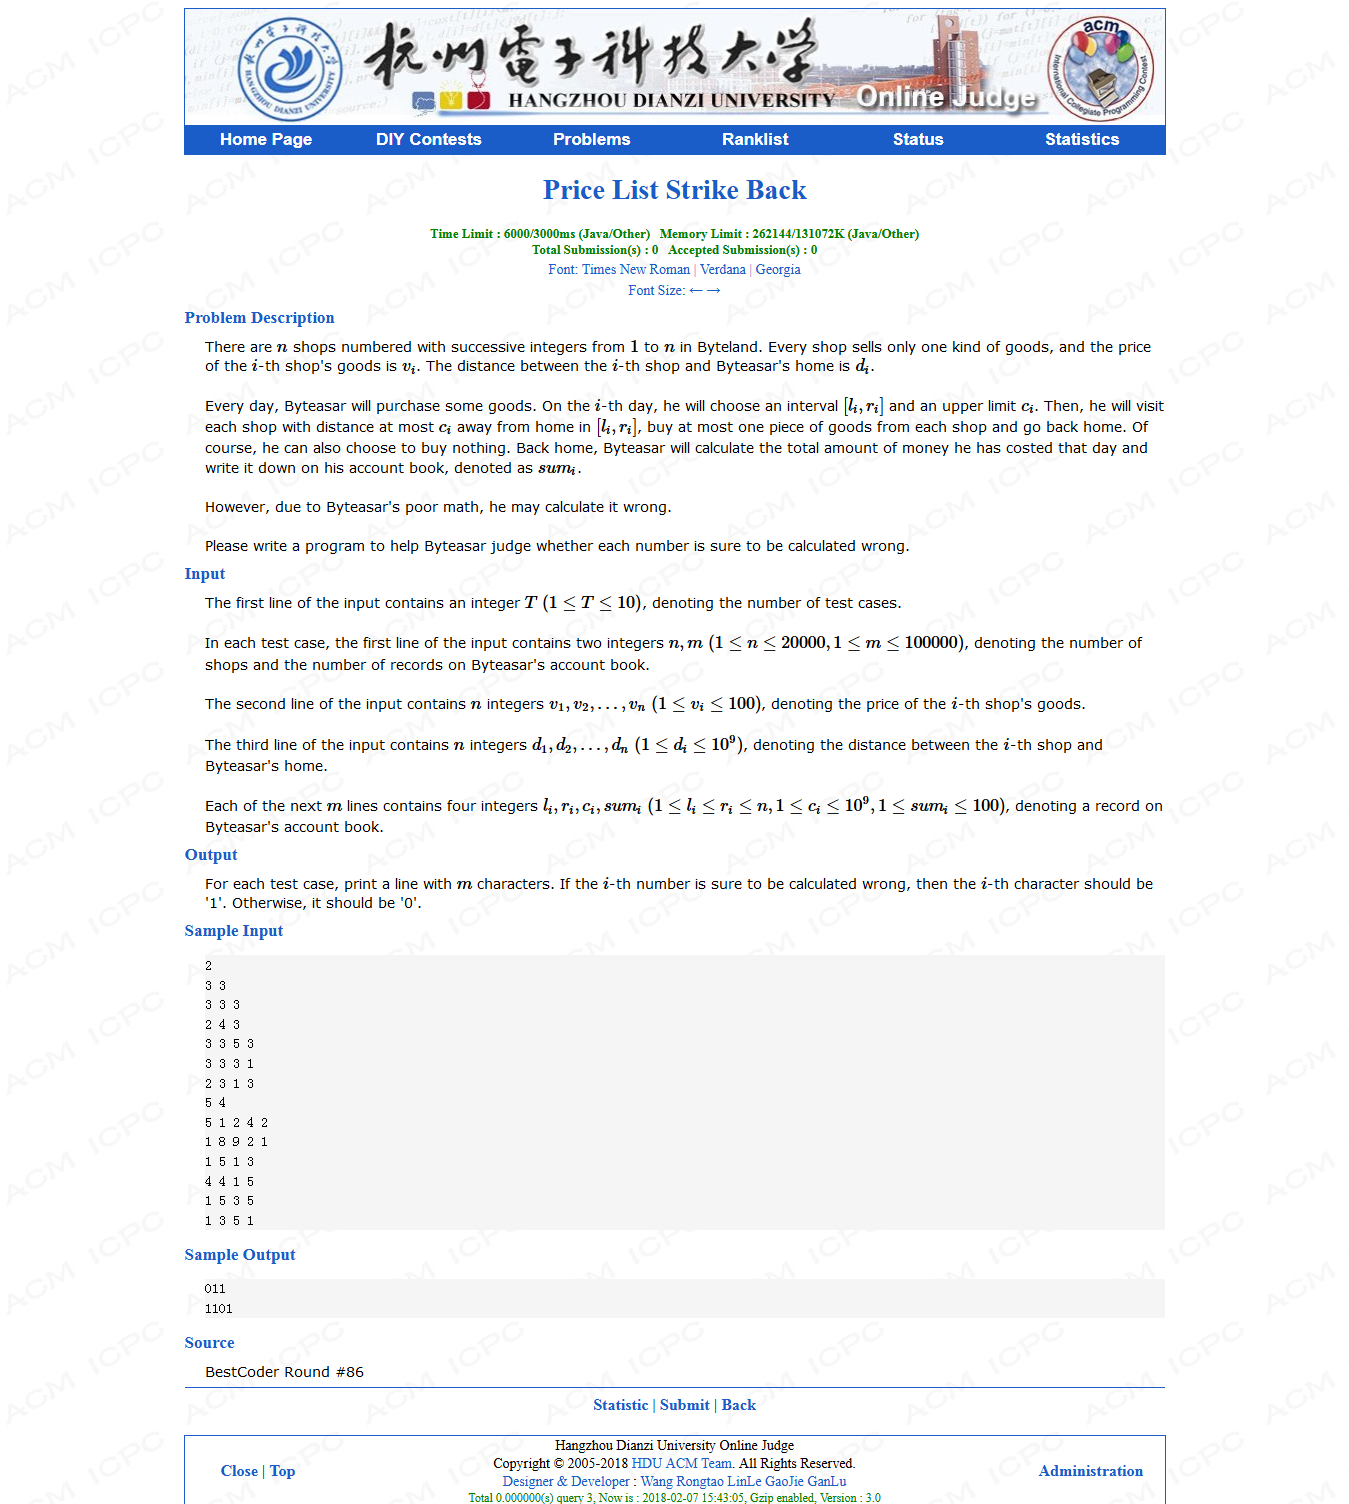 杭州電子科技大学
HANGZHOU DIANZI UNIVERSITY Online Judge
acm International Collegiate Programming Contest
Home Page DIY Contests Problems Ranklist Status Statistics
Price List Strike Back
Time Limit : 6000/3000ms (Java/Other) Memory Limit : 262144/131072K (Java/Other)
Total Submission(s) : 0 Accepted Submission(s) : 0
Font: Times New Roman | Verdana | Georgia
Font Size: ← →
Problem Description
There are n shops numbered with successive integers from 1 to n in Byteland. Every shop sells only one kind of goods, and the price
of the i-th shop's goods is v_i. The distance between the i-th shop and Byteasar's home is d_i.
Every day, Byteasar will purchase some goods. On the i-th day, he will choose an interval [l_i, r_i] and an upper limit c_i. Then, he will visit
each shop with distance at most c_i away from home in [l_i, r_i], buy at most one piece of goods from each shop and go back home. Of
course, he can also choose to buy nothing. Back home, Byteasar will calculate the total amount of money he has costed that day and
write it down on his account book, denoted as sum_i.
However, due to Byteasar's poor math, he may calculate it wrong.
Please write a program to help Byteasar judge whether each number is sure to be calculated wrong.
Input
The first line of the input contains an integer T (1 ≤ T ≤ 10), denoting the number of test cases.
In each test case, the first line of the input contains two integers n, m (1 ≤ n ≤ 20000, 1 ≤ m ≤ 100000), denoting the number of
shops and the number of records on Byteasar's account book.
The second line of the input contains n integers v_1, v_2, ..., v_n (1 ≤ v_i ≤ 100), denoting the price of the i-th shop's goods.
The third line of the input contains n integers d_1, d_2, ..., d_n (1 ≤ d_i ≤ 10^9), denoting the distance between the i-th shop and
Byteasar's home.
Each of the next m lines contains four integers l_i, r_i, c_i, sum_i (1 ≤ l_i ≤ r_i ≤ n, 1 ≤ c_i ≤ 10^9, 1 ≤ sum_i ≤ 100), denoting a record on
Byteasar's account book.
Output
For each test case, print a line with m characters. If the i-th number is sure to be calculated wrong, then the i-th character should be
'1'. Otherwise, it should be '0'.
Sample Input
2
3 3
3 3 3
2 4 3
3 3 5 3
3 3 3 1
2 3 1 3
5 4
5 1 2 4 2
1 8 9 2 1
1 5 1 3
4 4 1 5
1 5 3 5
1 3 5 1
Sample Output
011
1101
Source
BestCoder Round #86
Statistic | Submit | Back
Hangzhou Dianzi University Online Judge
Copyright © 2005-2018 HDU ACM Team. All Rights Reserved.
Close | Top Designer & Developer : Wang Rongtao LinLe GaoJie GanLu Administration
Total 0.000000(s) query 3, Now is : 2018-02-07 15:43:05, Gzip enabled, Version : 3.0